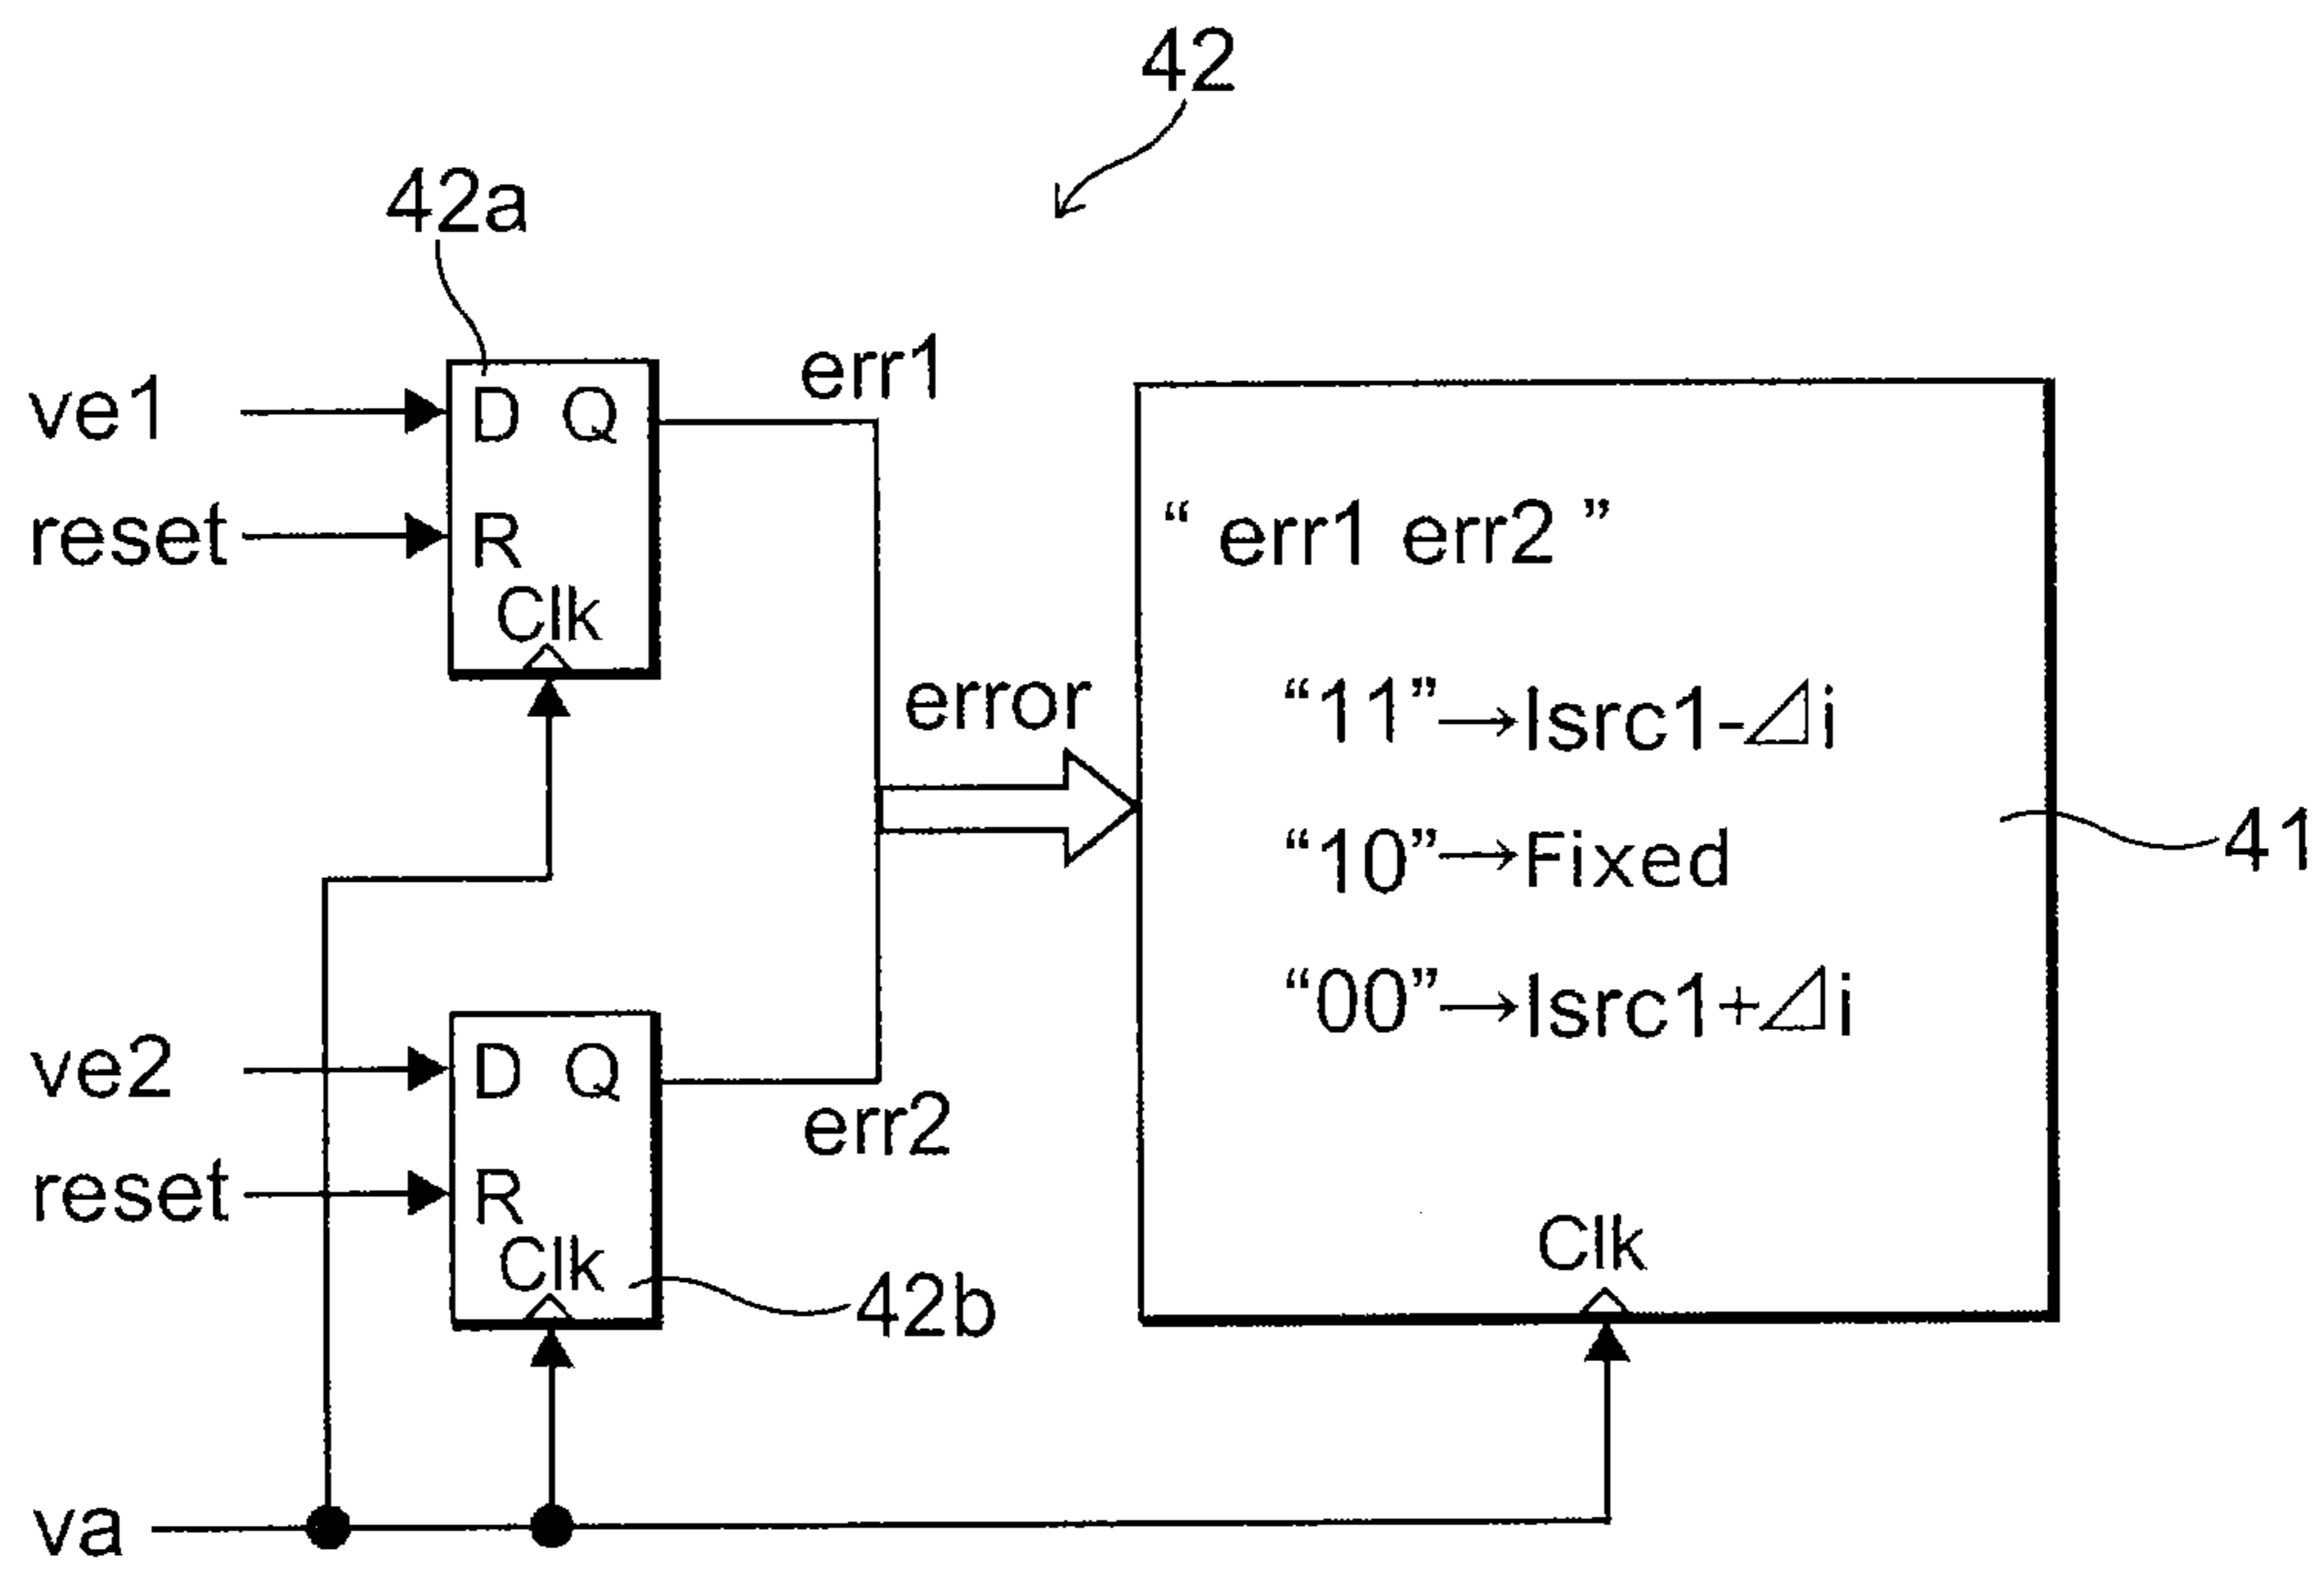 42
42a
ve1
reset
D Q
R
Clk
err1
error
ve2
reset
D Q
R
Clk
err2
42b
va
“ err1 err2 ”
“11”→Isrc1-⊿i
“10”→Fixed
“00”→Isrc1+⊿i
Clk
41